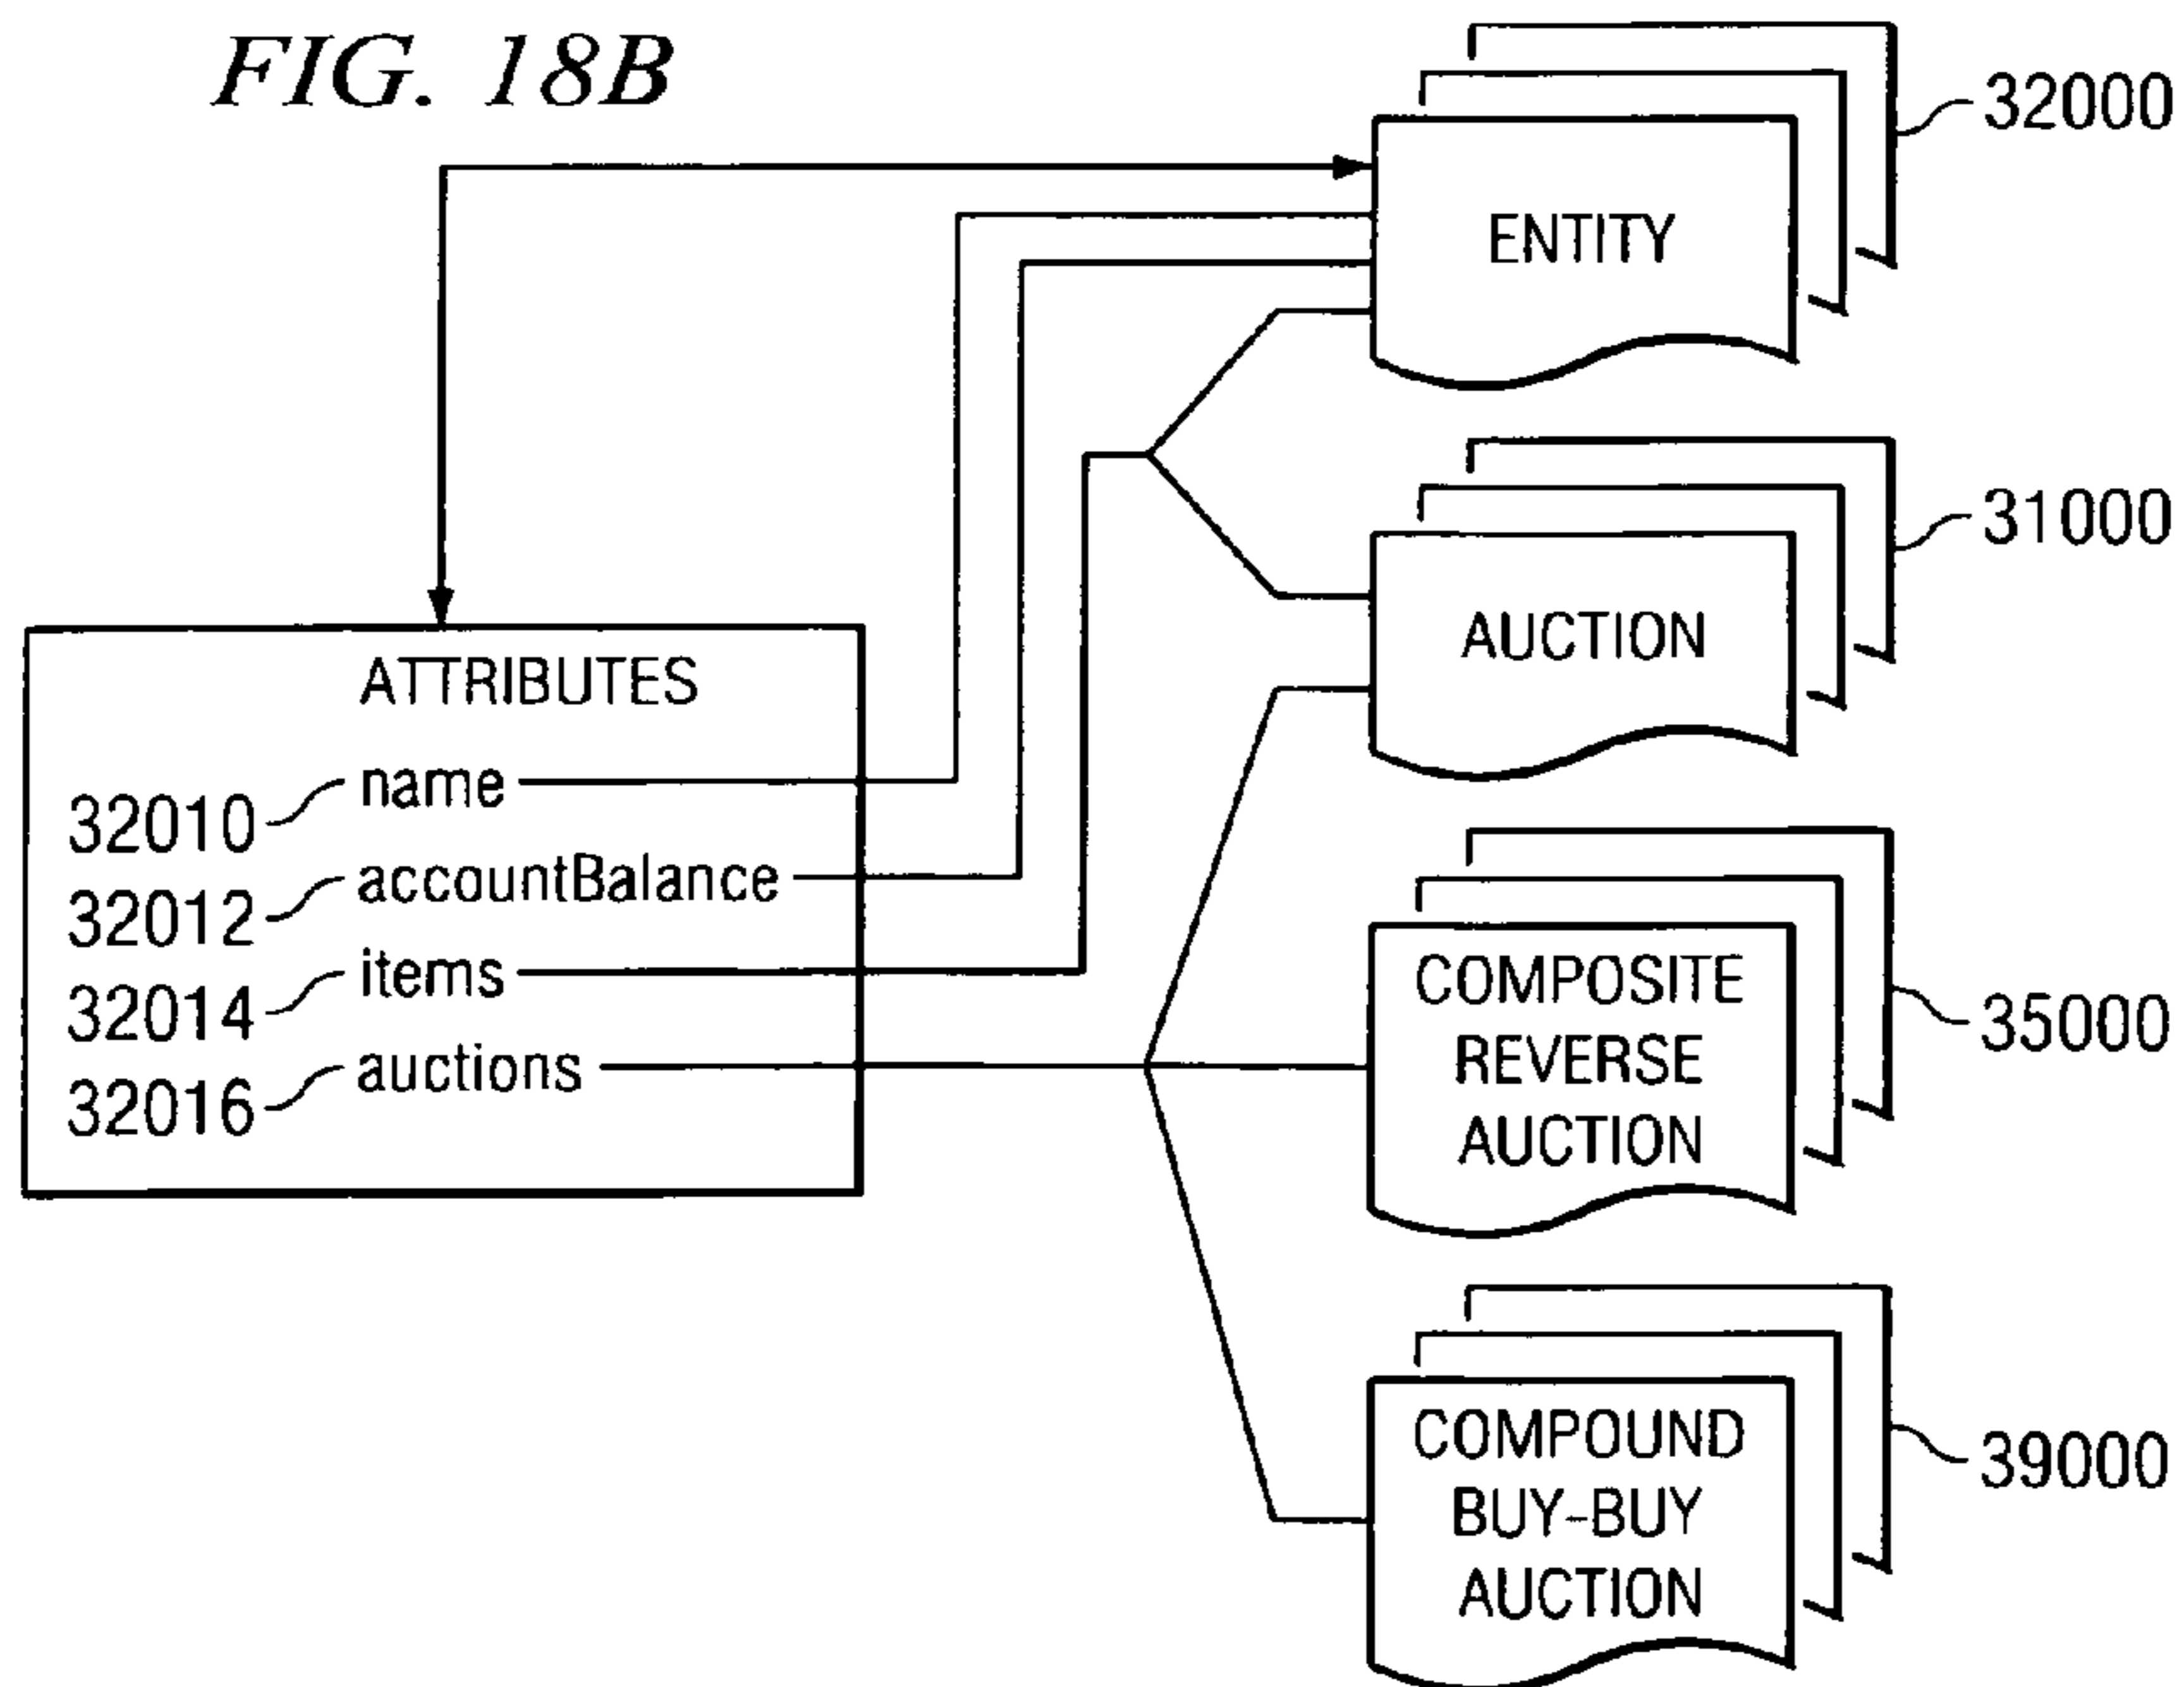 FIG. 18B
32000
ENTITY
31000
AUCTION
ATTRIBUTES
32010 name
32012 accountBalance
32014 items
32016 auctions
COMPOSITE
REVERSE
AUCTION
35000
COMPOUND
BUY-BUY
AUCTION
39000